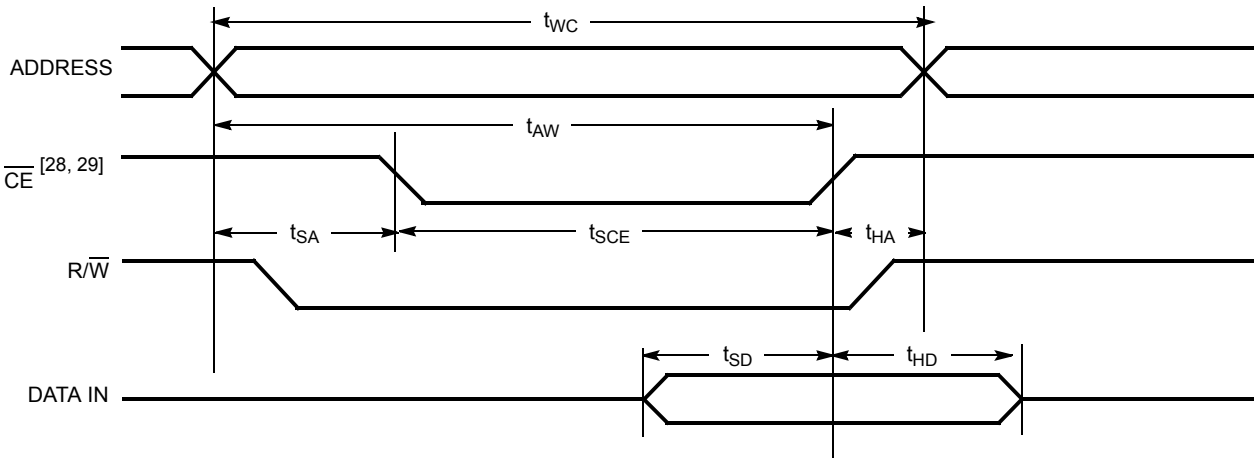 tWC
ADDRESS
tAW
CE [28, 29]
tSA
tSCE
tHA
R/W
tSD
tHD
DATA IN